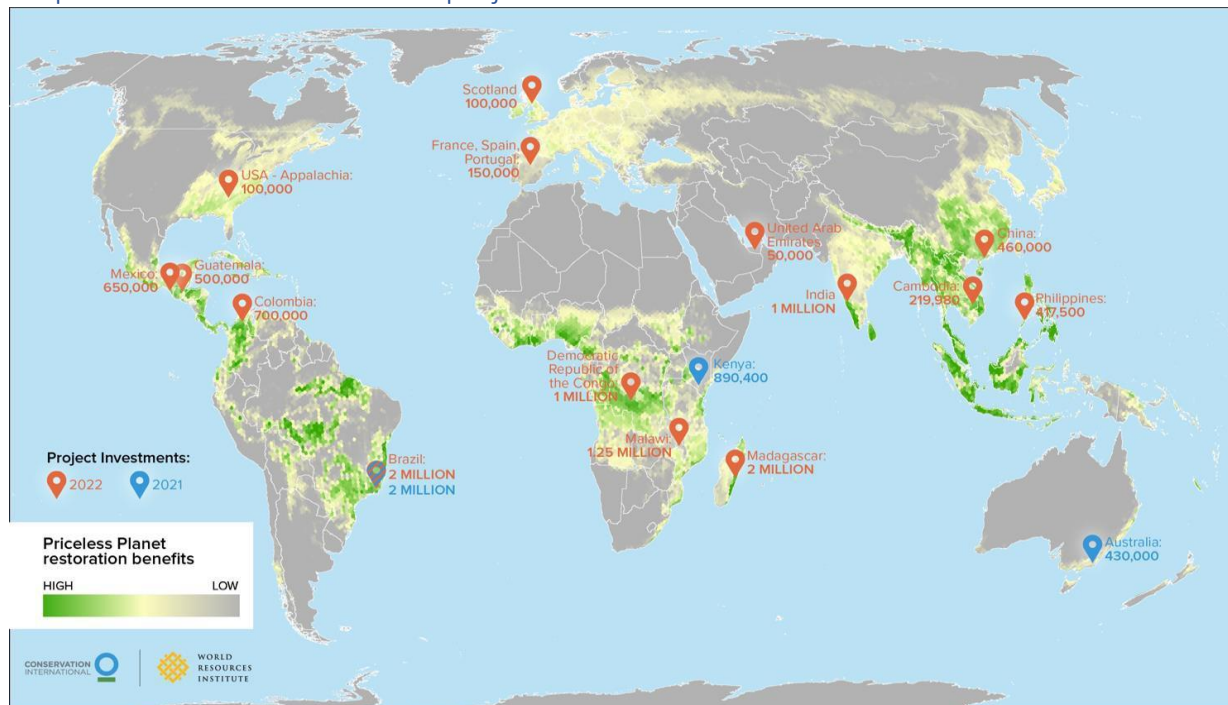 Scotland
100,000
France, Spain,
Portugal:
150,000
USA - Appalachia:
100,000
United Arab
Emirates
50,000
China:
460,000
Mexico:
650,000
Guatemala:
500,000
Colombia:
700,000
India
1 MILLION
Cambodia:
219,980
Philippines:
417,500
Democratic
Republic of
the Congo:
1 MILLION
Kenya:
890,400
Malawi:
1.25 MILLION
Madagascar:
2 MILLION
Brazil:
2 MILLION
2 MILLION
Australia:
430,000
Project Investments:
2022
2021
Priceless Planet
restoration benefits
HIGH LOW
CONSERVATION
INTERNATIONAL
WORLD
RESOURCES
INSTITUTE